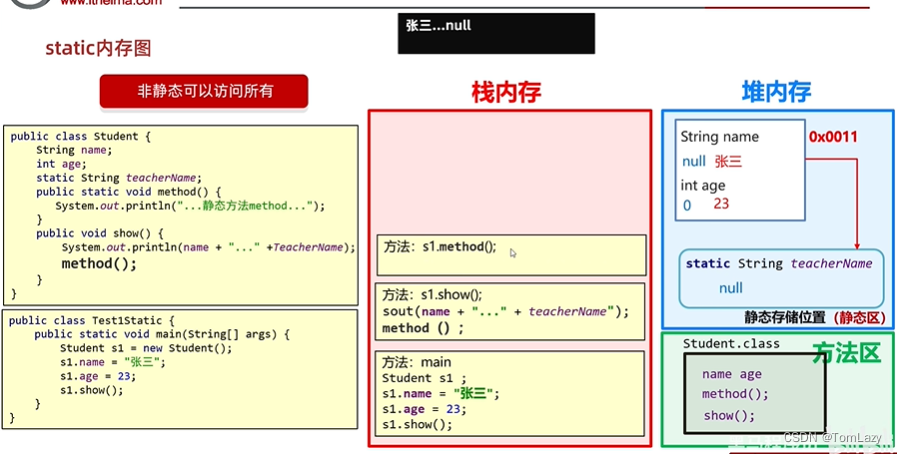 www.itheima.com
张三...null
static内存图
非静态可以访问所有
public class Student {
String name;
int age;
static String teacherName;
public static void method() {
System.out.println("...静态方法method...");
}
public void show() {
System.out.println(name + "..." +TeacherName);
method();
}
}
public class Test1Static {
public static void main(String[] args) {
Student s1 = new Student();
s1.name = "张三";
s1.age = 23;
s1.show();
}
}
栈内存
方法：s1.method();
方法：s1.show();
sout(name + "..." + teacherName");
method () ;
方法：main
Student s1 ;
s1.name = "张三";
s1.age = 23;
s1.show();
堆内存
String name
0x0011
null 张三
int age
0 23
static String teacherName
null
静态存储位置（静态区）
方法区
Student.class
name age
method();
show();
CSDN @TomLazy